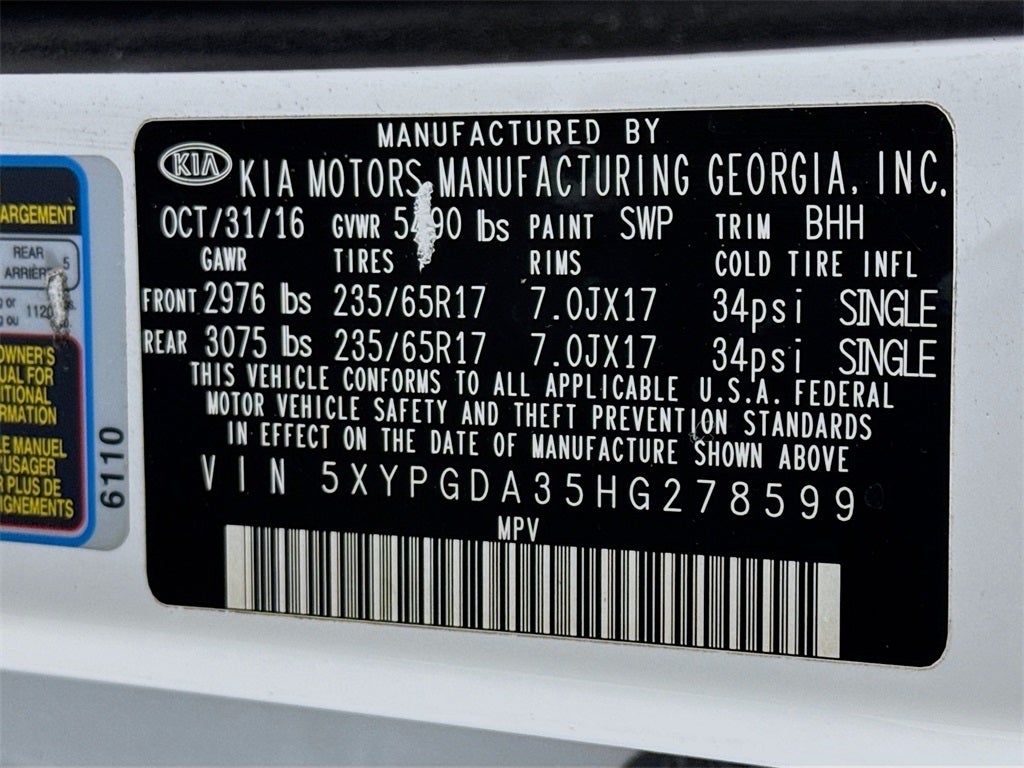 MANUFACTURED BY
KIA
KIA MOTORS MANUFACTURING GEORGIA, INC.
OCT/31/16 GVWR lbs PAINT SWP TRIM BHH
GAWR TIRES RIMS COLD TIRE INFL
FRONT 2976 lbs 235/65R17 7.0JX17 34psi SINGLE
REAR 3075 lbs 235/65R17 7.0JX17 34psi SINGLE
THIS VEHICLE CONFORMS TO ALL APPLICABLE U.S.A. FEDERAL
MOTOR VEHICLE SAFETY AND THEFT PREVENTION STANDARDS
IN EFFECT ON THE DATE OF MANUFACTURE SHOWN ABOVE
VIN 5XYPGDA35HG278599
MPV
ARGEMENT
REAR
5
or
ou
OWNER'S
UAL FOR
ITIONAL
RMATION
LE MANUEL
'USAGER
R PLUS DE
IGNEMENTS
6110